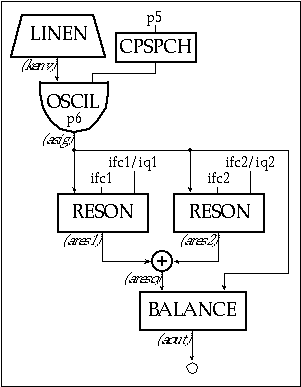 p5
LINEN
CPSPCH
(kenv)
OSCIL
p6
(asig)
ifc1/iq1
ifc2/iq2
ifc1
ifc2
RESON
RESON
(ares1)
(ares2)
+
(aresq)
BALANCE
(aout)